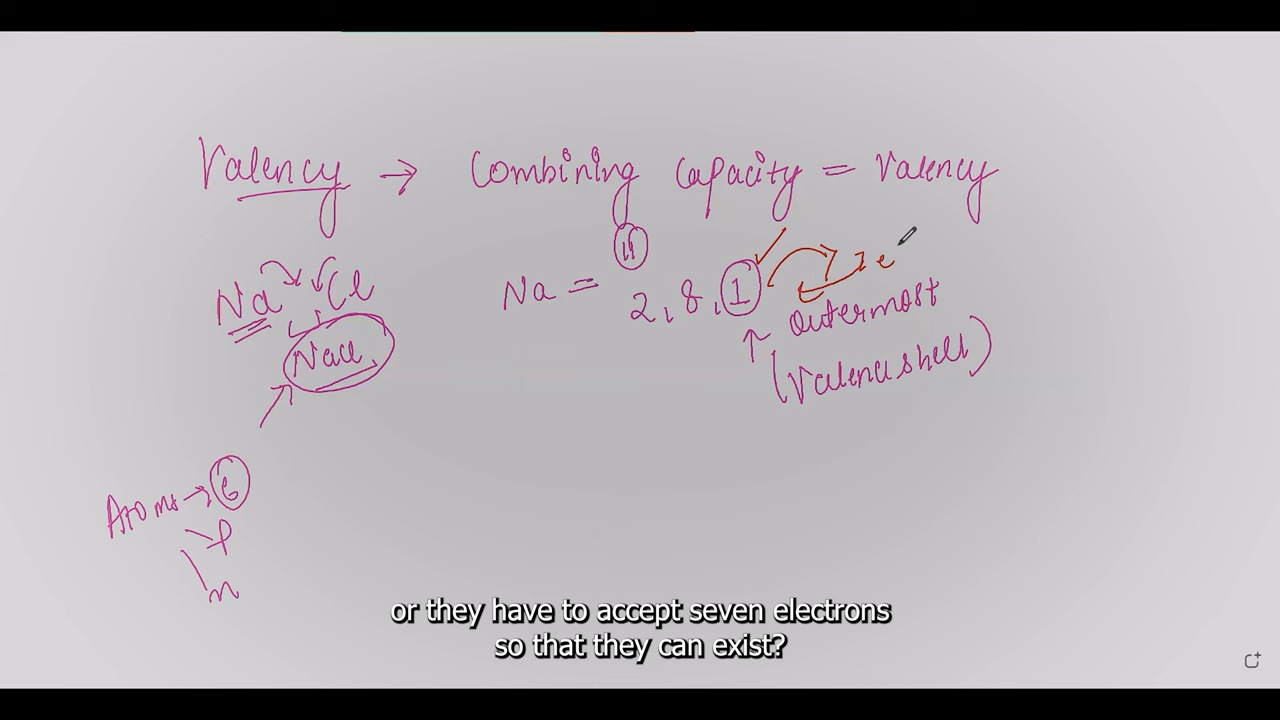 Valency → Combining Capacity = Valency
11
Na Cl
Na = 2, 8, 1
7 e
outermost
(Valence shell)
NaCl
Atoms → e
p
n
or they have to accept seven electrons
so that they can exist?